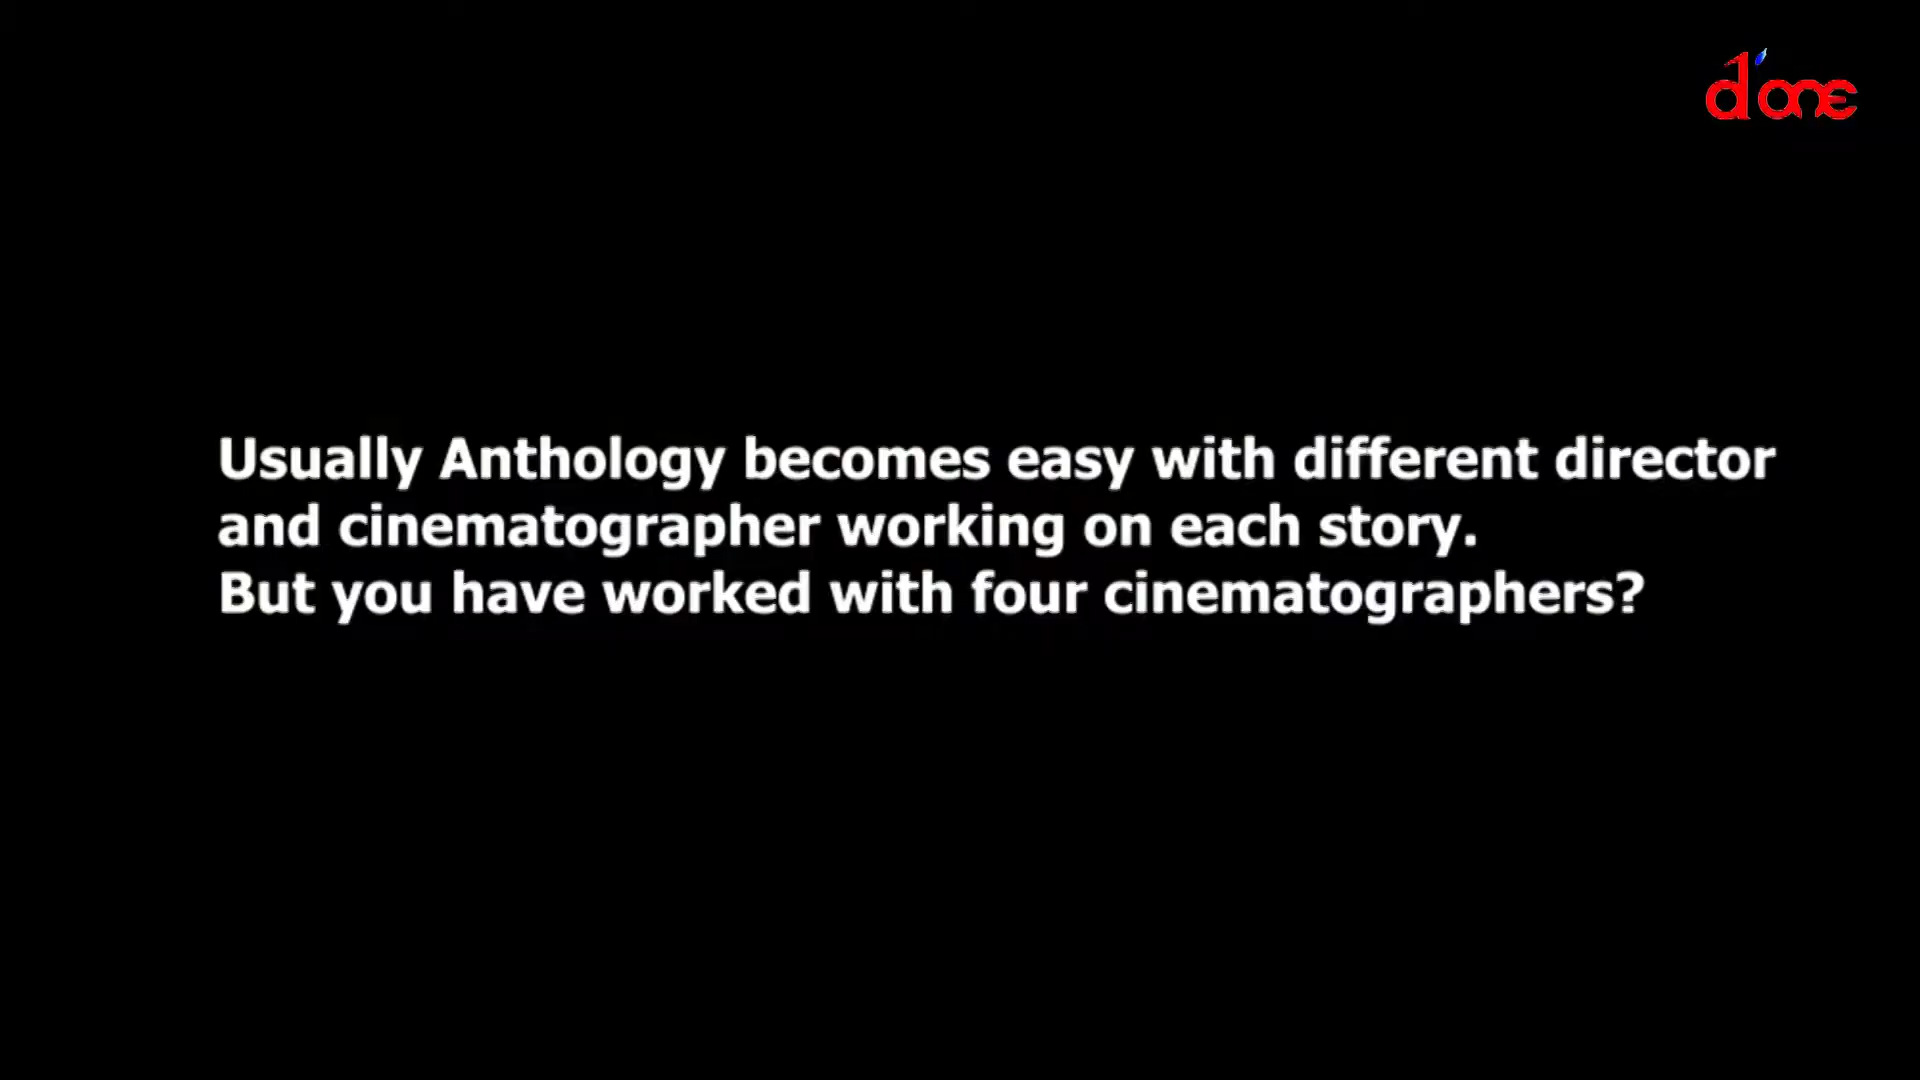 d'one
Usually Anthology becomes easy with different director
and cinematographer working on each story.
But you have worked with four cinematographers?